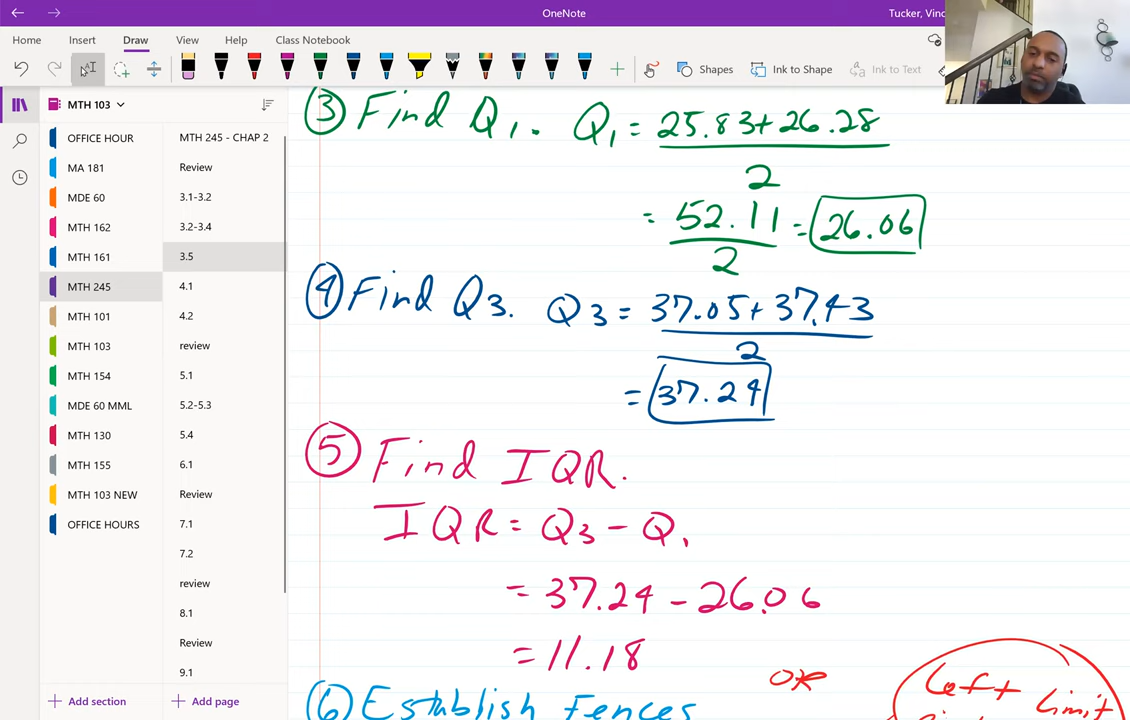 OneNote
Tucker, Vinc
Home Insert Draw View Help Class Notebook
Shapes Ink to Shape Ink to Text
MTH 103
OFFICE HOUR
MA 181
MDE 60
MTH 162
MTH 161
MTH 245
MTH 101
MTH 103
MTH 154
MDE 60 MML
MTH 130
MTH 155
MTH 103 NEW
OFFICE HOURS
Add section
MTH 245 - CHAP 2
Review
3.1-3.2
3.2-3.4
3.5
4.1
4.2
review
5.1
5.2-5.3
5.4
6.1
Review
7.1
7.2
review
8.1
Review
9.1
Add page
③ Find Q₁. Q₁ = 25.83+26.28
2
= 52.11 = 26.06
2
④ Find Q3. Q3 = 37.05+37.43
2
= 37.24
⑤ Find IQR.
IQR = Q3 - Q₁
= 37.24 - 26.06
= 11.18
OR
⑥ Establish Fences
Left Limit